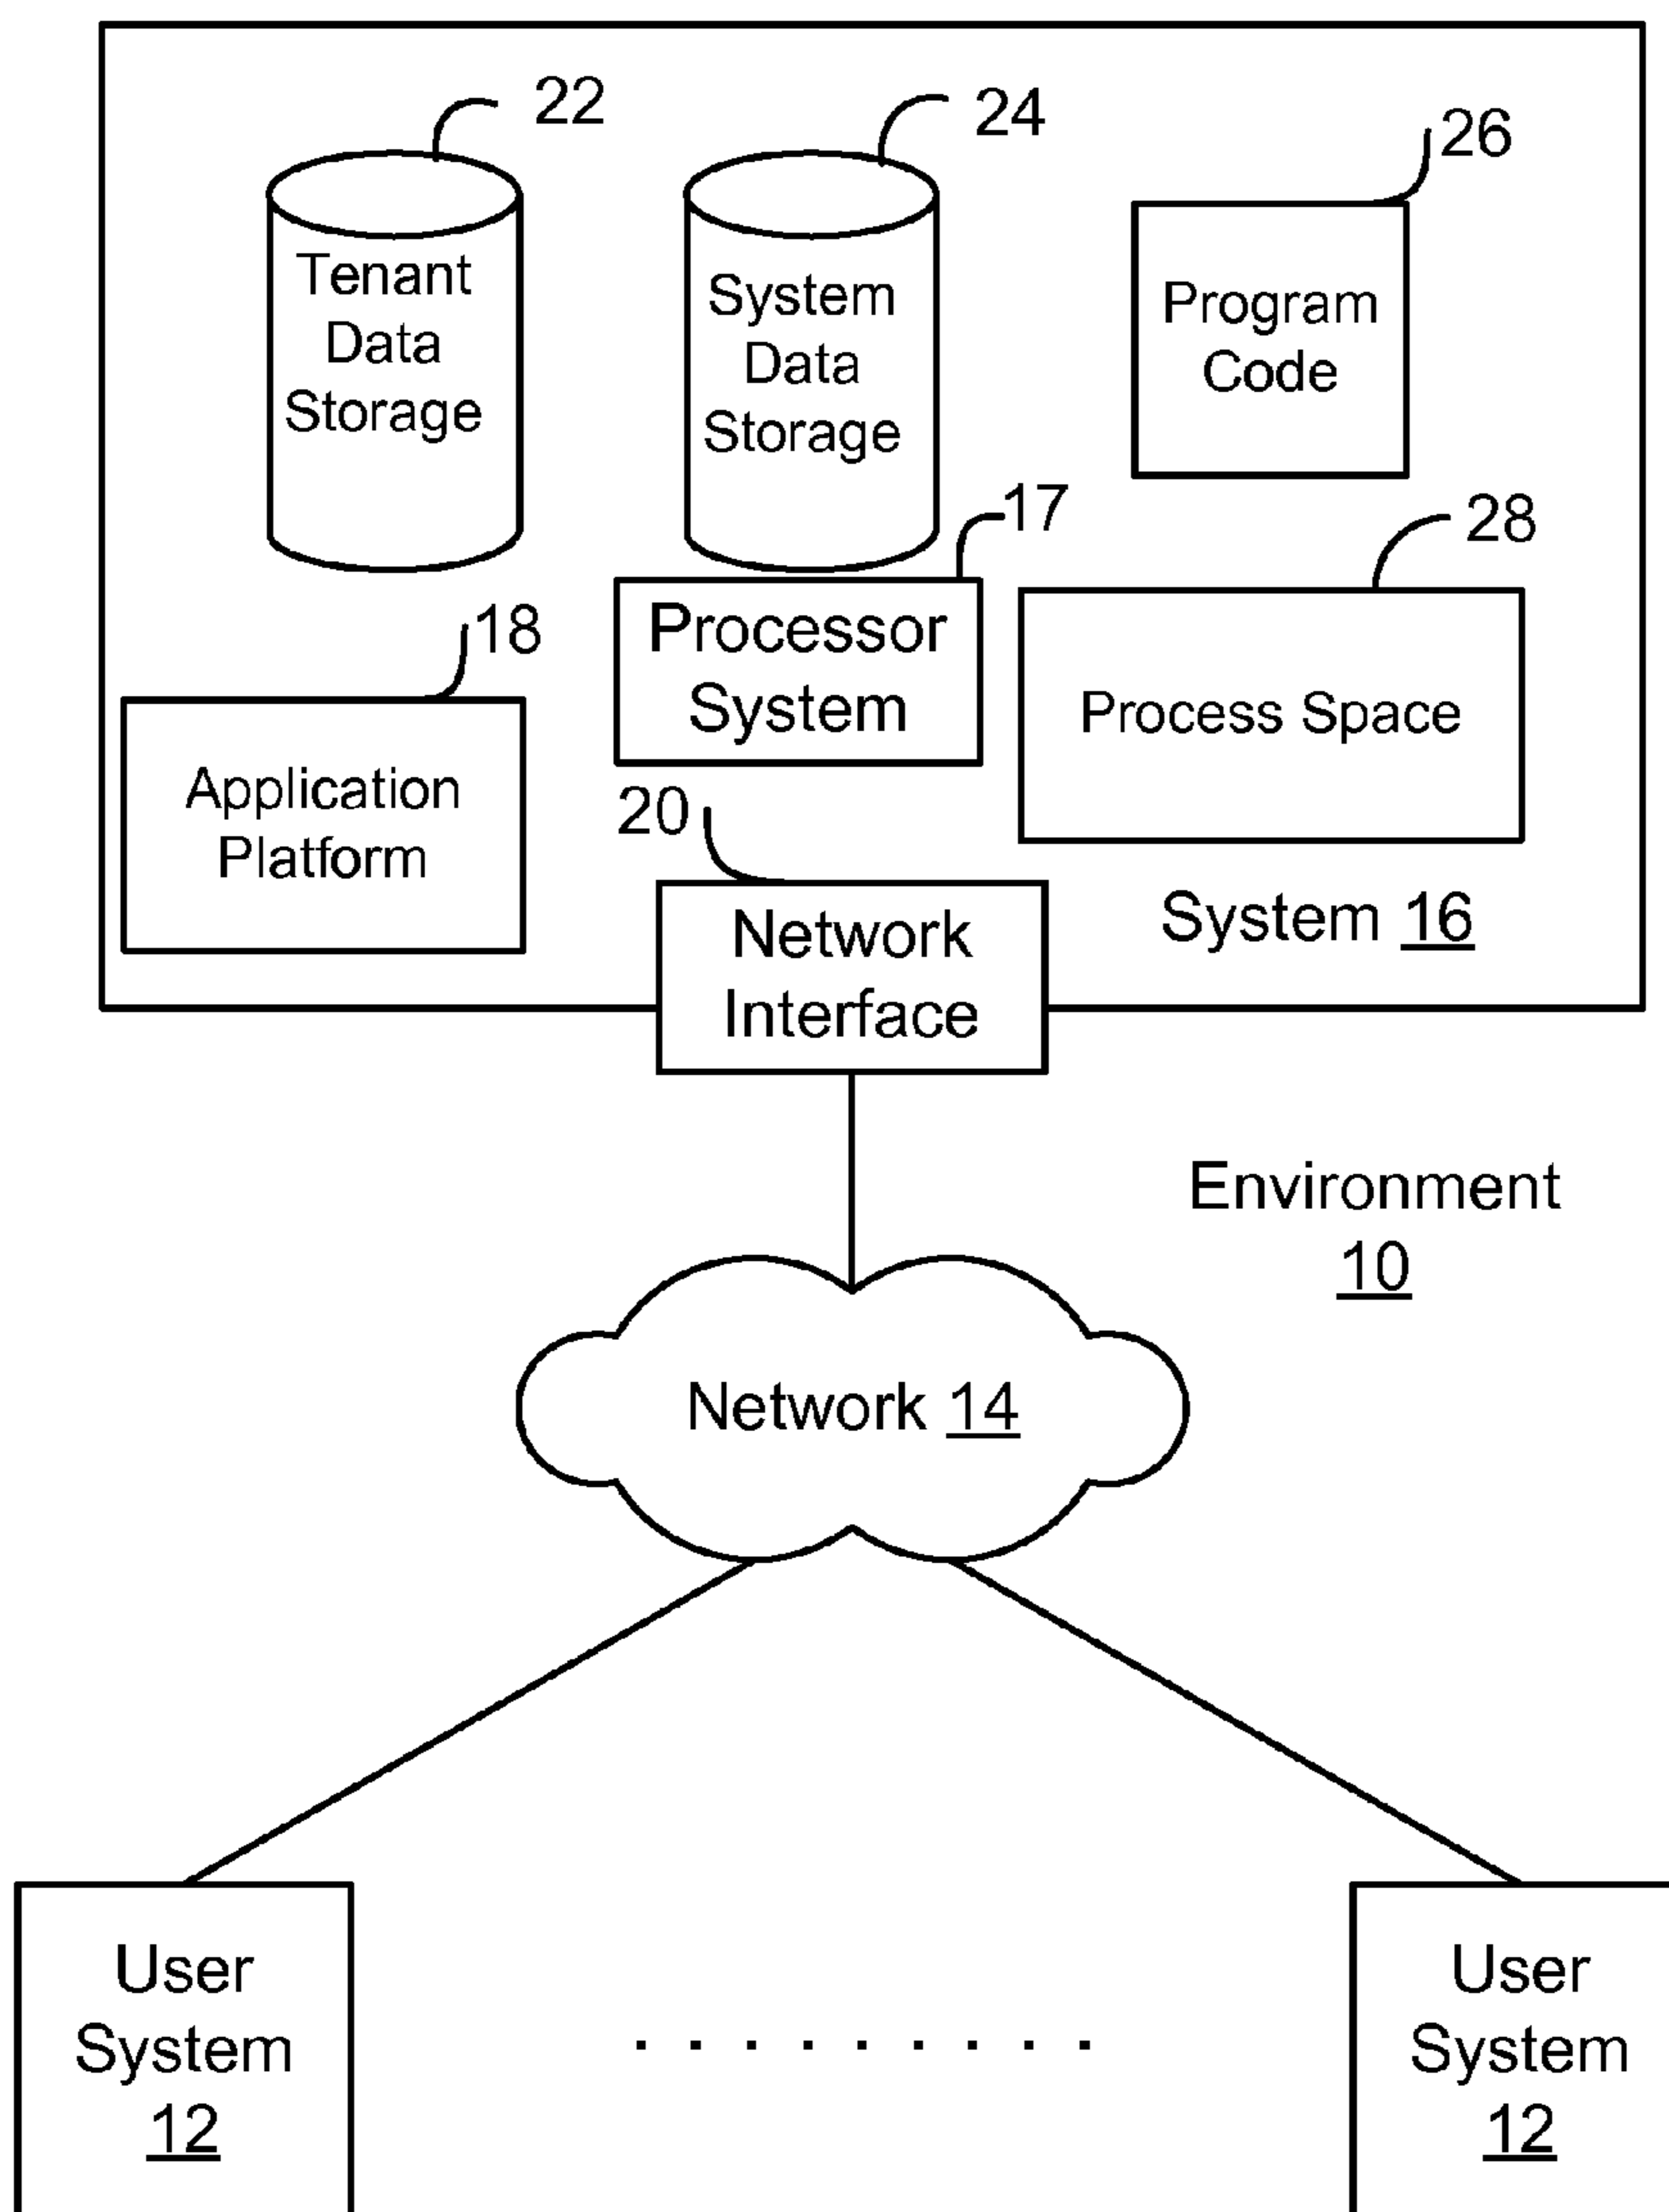 22
24
26
Tenant
Data
Storage
System
Data
Storage
Program
Code
17
28
18
Processor
System
Process Space
Application
Platform
20
Network
Interface
System 16
Environment
10
Network 14
User
System
12
. . . . . . . . .
User
System
12